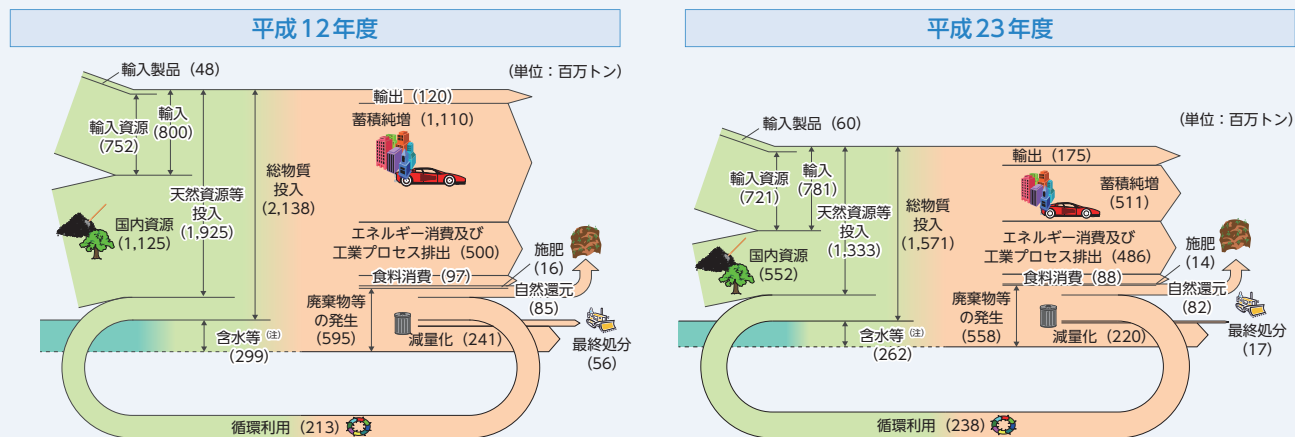 平成12年度
(単位：百万トン)
輸入製品 (48)
輸入資源
(752)
輸入
(800)
国内資源
(1,125)
天然資源等
投入
(1,925)
総物質
投入
(2,138)
輸出 (120)
蓄積純増 (1,110)
エネルギー消費及び
工業プロセス排出 (500)
食料消費 (97)
施肥
(16)
自然還元
(85)
廃棄物等
の発生
(595)
減量化 (241)
最終処分
(56)
含水等 (注)
(299)
循環利用 (213)
平成23年度
(単位：百万トン)
輸入製品 (60)
輸入資源
(721)
輸入
(781)
国内資源
(552)
天然資源等
投入
(1,333)
総物質
投入
(1,571)
輸出 (175)
蓄積純増
(511)
エネルギー消費及び
工業プロセス排出 (486)
食料消費 (88)
施肥
(14)
自然還元
(82)
廃棄物等
の発生
(558)
減量化 (220)
最終処分
(17)
含水等 (注)
(262)
循環利用 (238)